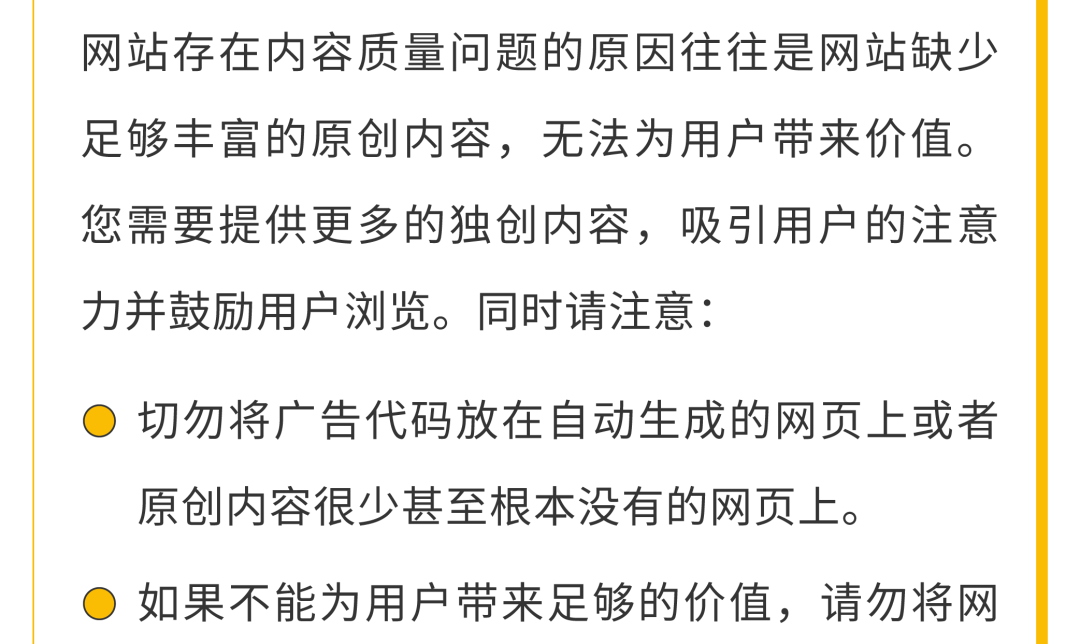 网站存在内容质量问题的原因往往是网站缺少
足够丰富的原创内容，无法为用户带来价值。
您需要提供更多的独创内容，吸引用户的注意
力并鼓励用户浏览。同时请注意：
切勿将广告代码放在自动生成的网页上或者
原创内容很少甚至根本没有的网页上。
如果不能为用户带来足够的价值，请勿将网